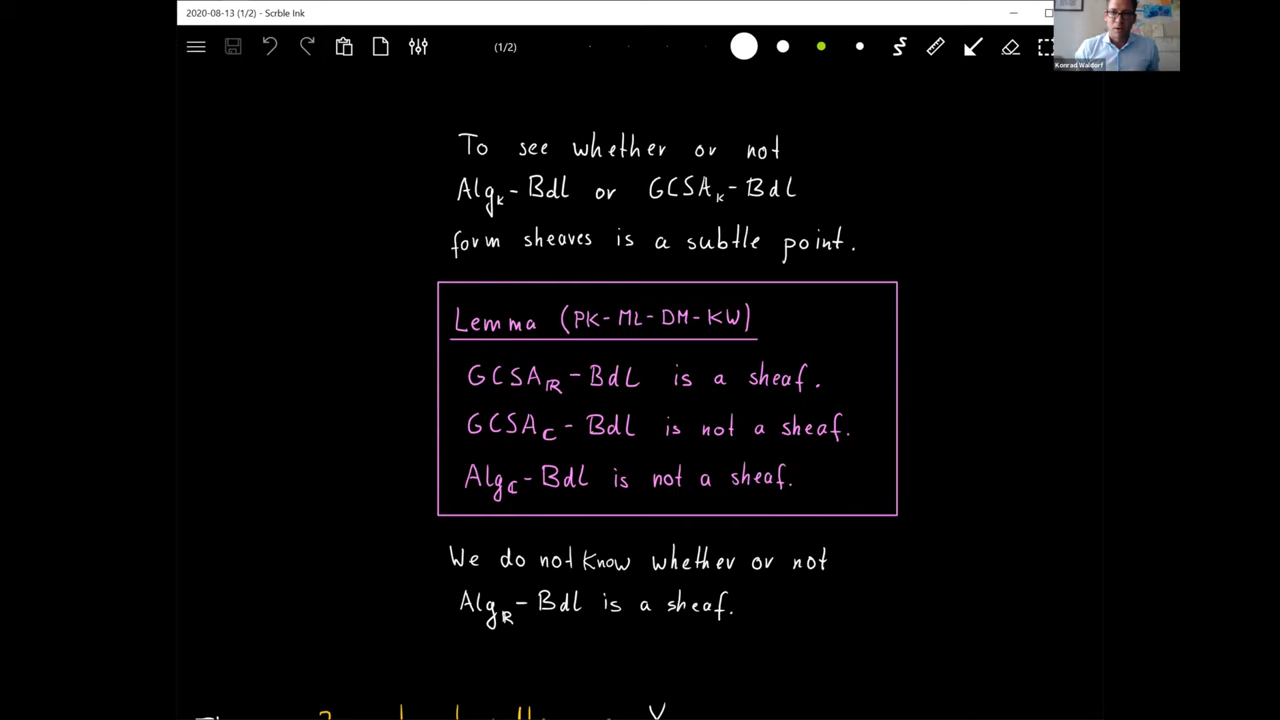 2020-08-13 (1/2) - Scrble Ink
(1/2)
Konrad Waldorf
To see whether or not
Alg_K - Bdl or GCSA_K - Bdl
form sheaves is a subtle point.
Lemma (PK-ML-DM-KW)
GCSA_ℝ - Bdl is a sheaf.
GCSA_ℂ - Bdl is not a sheaf.
Alg_ℂ - Bdl is not a sheaf.
We do not know whether or not
Alg_ℝ - Bdl is a sheaf.